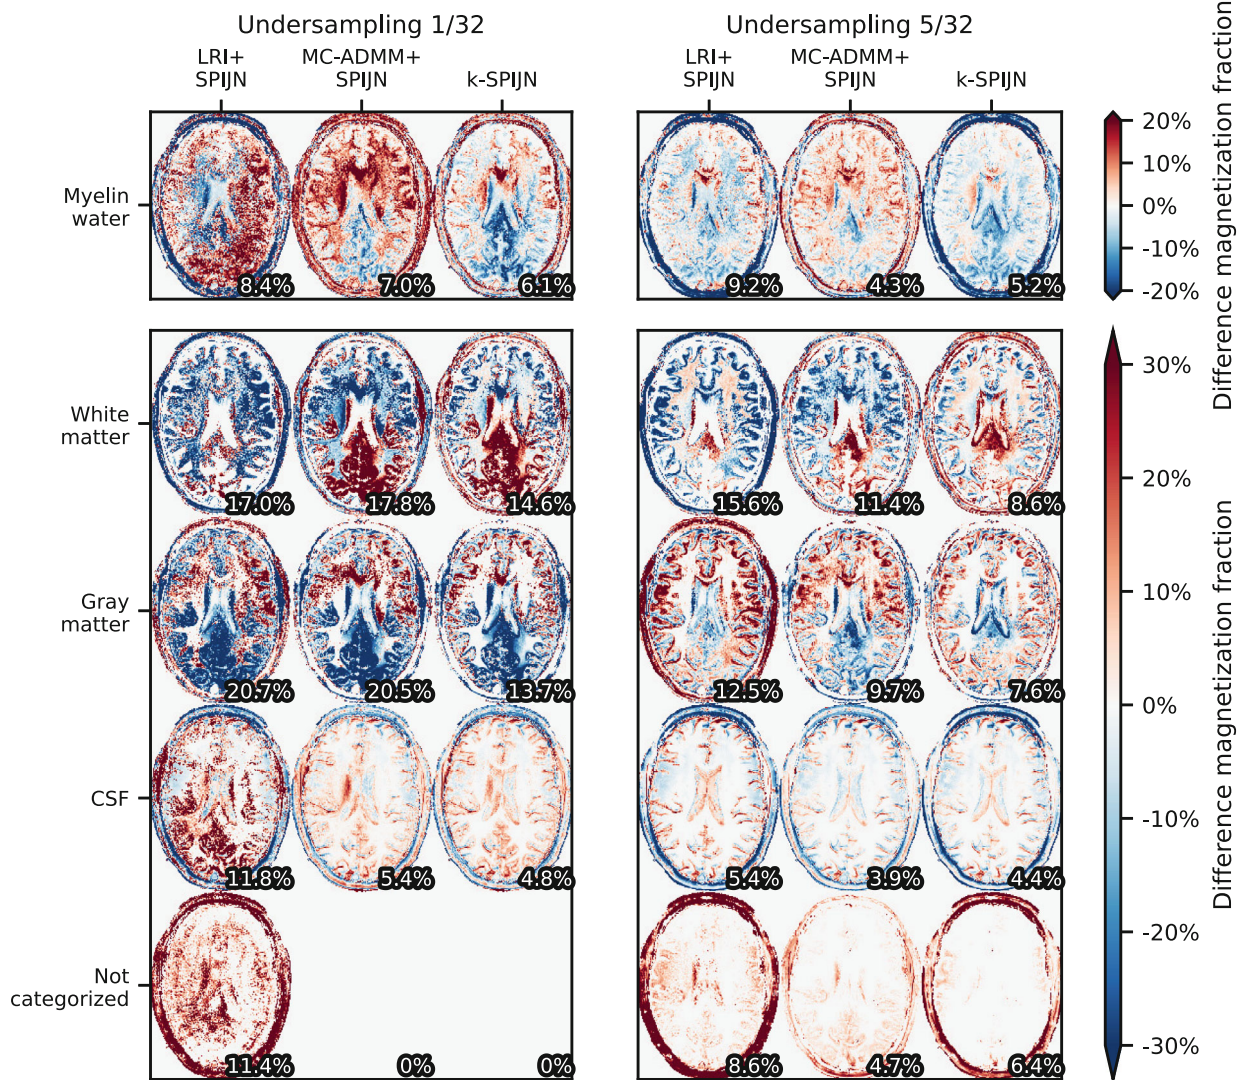 Undersampling 1/32
Undersampling 5/32
LRI+
SPIJN
MC-ADMM+
SPIJN
k-SPIJN
LRI+
SPIJN
MC-ADMM+
SPIJN
k-SPIJN
Myelin
water
8.4%
7.0%
6.1%
9.2%
4.3%
5.2%
20%
10%
0%
-10%
-20%
Difference magnetization fraction
White
matter
17.0%
17.8%
14.6%
15.6%
11.4%
8.6%
Gray
matter
20.7%
20.5%
13.7%
12.5%
9.7%
7.6%
CSF
11.8%
5.4%
4.8%
5.4%
3.9%
4.4%
Not
categorized
11.4%
0%
0%
8.6%
4.7%
6.4%
30%
20%
10%
0%
-10%
-20%
-30%
Difference magnetization fraction